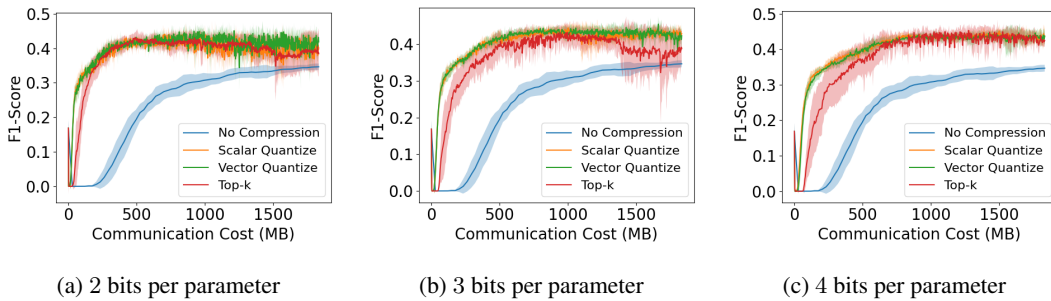 0.5
0.4
0.3
0.2
0.1
0.0
F1-Score
No Compression
Scalar Quantize
Vector Quantize
Top-k
0 500 1000 1500
Communication Cost (MB)
(a) 2 bits per parameter
0.4
0.3
0.2
0.1
0.0
F1-Score
No Compression
Scalar Quantize
Vector Quantize
Top-k
0 500 1000 1500
Communication Cost (MB)
(b) 3 bits per parameter
0.5
0.4
0.3
0.2
0.1
0.0
F1-Score
No Compression
Scalar Quantize
Vector Quantize
Top-k
0 500 1000 1500
Communication Cost (MB)
(c) 4 bits per parameter